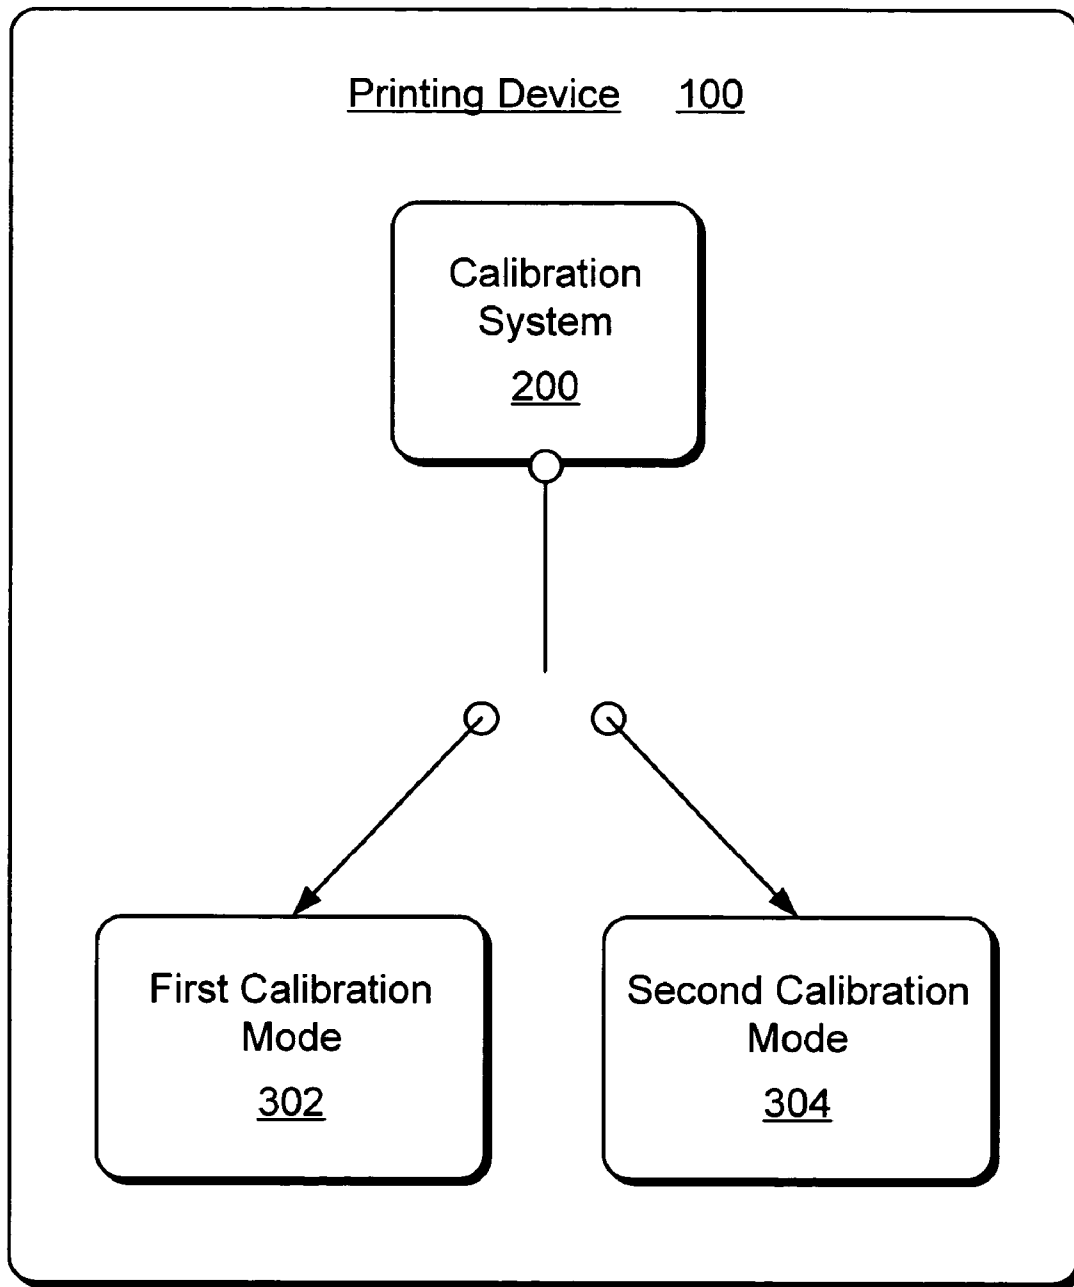 Printing Device 100
Calibration
System
200
First Calibration
Mode
302
Second Calibration
Mode
304